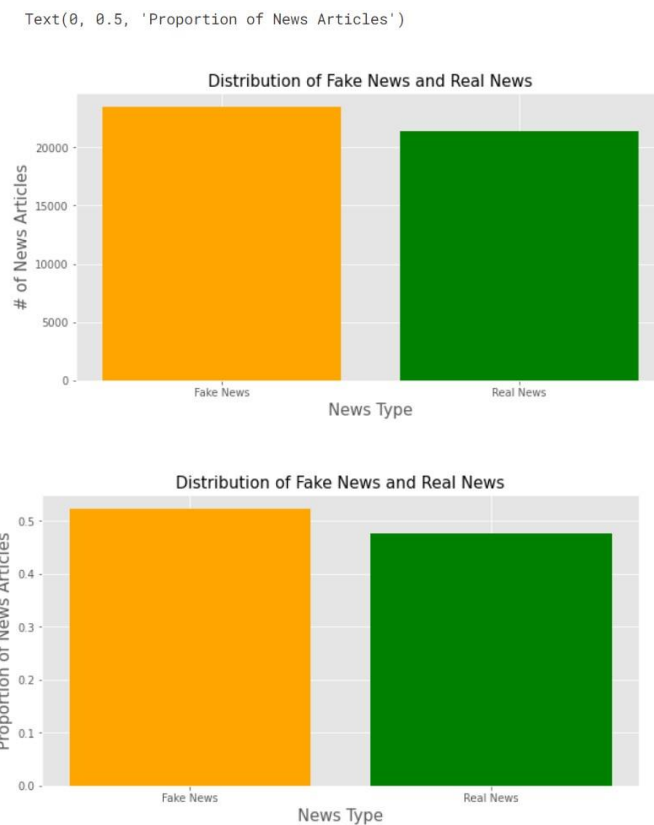 Text(0, 0.5, 'Proportion of News Articles')
Distribution of Fake News and Real News
# of News Articles
20000
15000
10000
5000
0
Fake News
Real News
News Type
Distribution of Fake News and Real News
Proportion of News Articles
0.5
0.4
0.3
0.2
0.1
0.0
Fake News
Real News
News Type